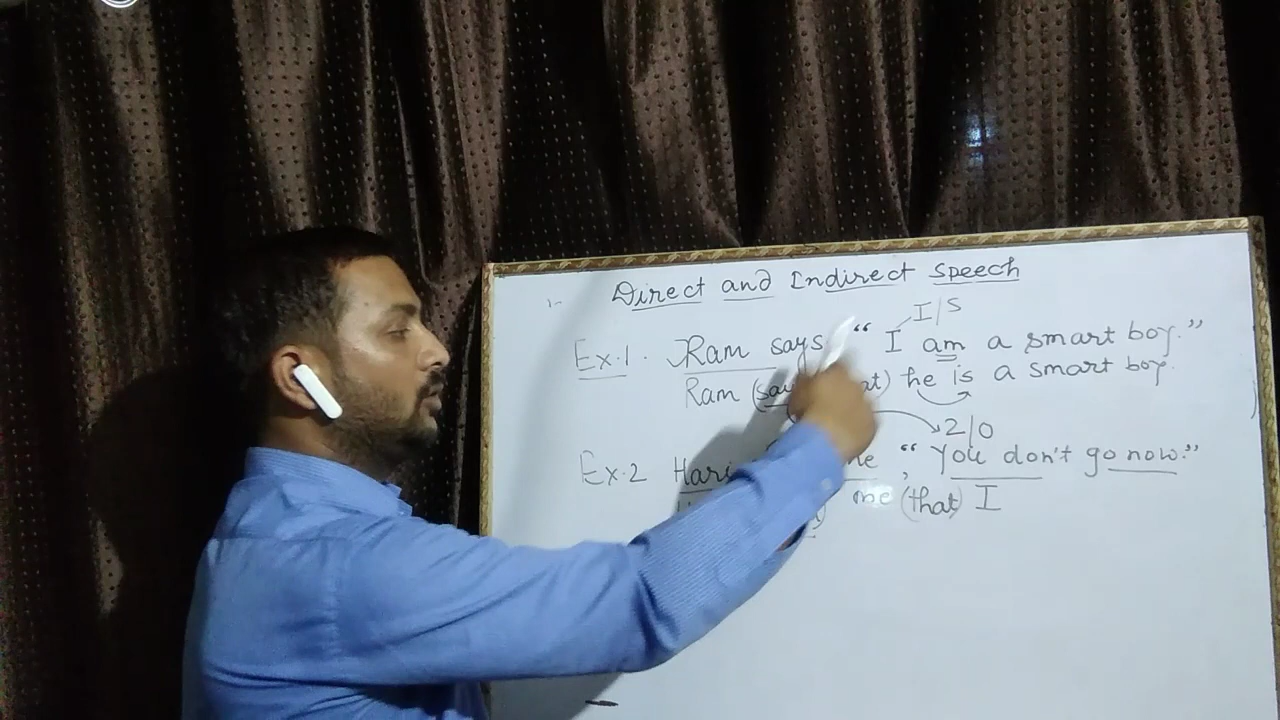 Direct and Indirect Speech
I/S
Ex.1. Ram says, “I am a smart boy.”
Ram he is a smart boy.
2/O
Ex.2 Hari “You don't go now.”
me (that) I